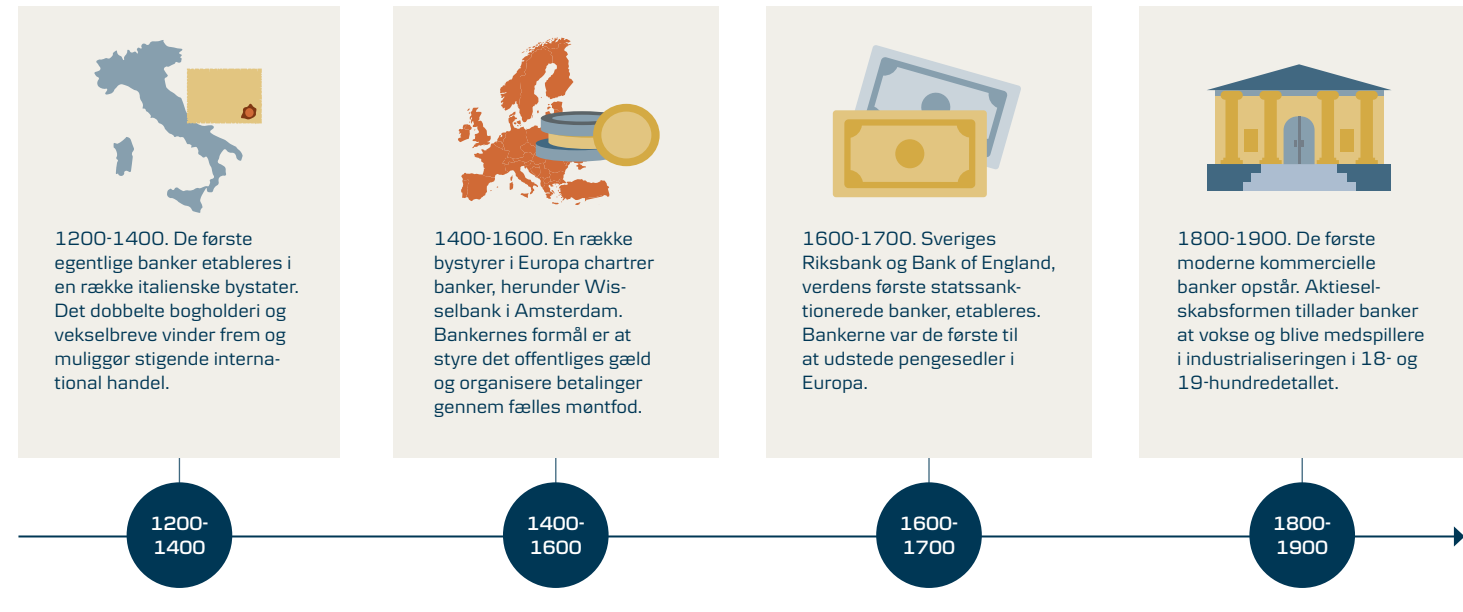 1200-1400. De første
egentlige banker etableres i
en række italienske bystater.
Det dobbelte bogholderi og
vekselbreve vinder frem og
muliggør stigende interna-
tional handel.
1400-1600. En række
bystyrer i Europa chartrer
banker, herunder Wis-
selbank i Amsterdam.
Bankernes formål er at
styre det offentliges gæld
og organisere betalinger
gennem fælles møntfod.
1600-1700. Sveriges
Riksbank og Bank of England,
verdens første statssank-
tionerede banker, etableres.
Bankerne var de første til
at udstede pengesedler i
Europa.
1800-1900. De første
moderne kommercielle
banker opstår. Aktiesel-
skabsformen tillader banker
at vokse og blive medspillere
i industrialiseringen i 18- og
19-hundredetallet.
1200-
1400
1400-
1600
1600-
1700
1800-
1900